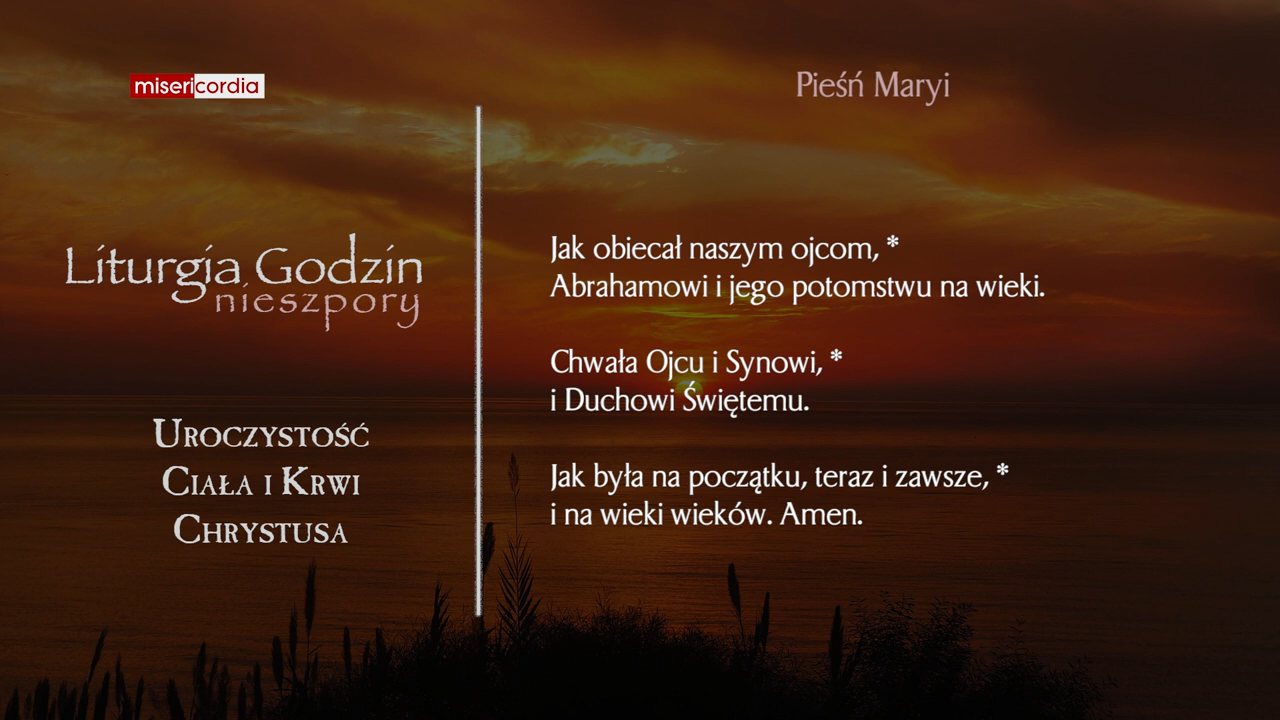 misericordia
Liturgia Godzin
nieszpory
Uroczystość
Ciała i Krwi
Chrystusa
Pieśń Maryi
Jak obiecał naszym ojcom, *
Abrahamowi i jego potomstwu na wieki.
Chwała Ojcu i Synowi, *
i Duchowi Świętemu.
Jak była na początku, teraz i zawsze, *
i na wieki wieków. Amen.